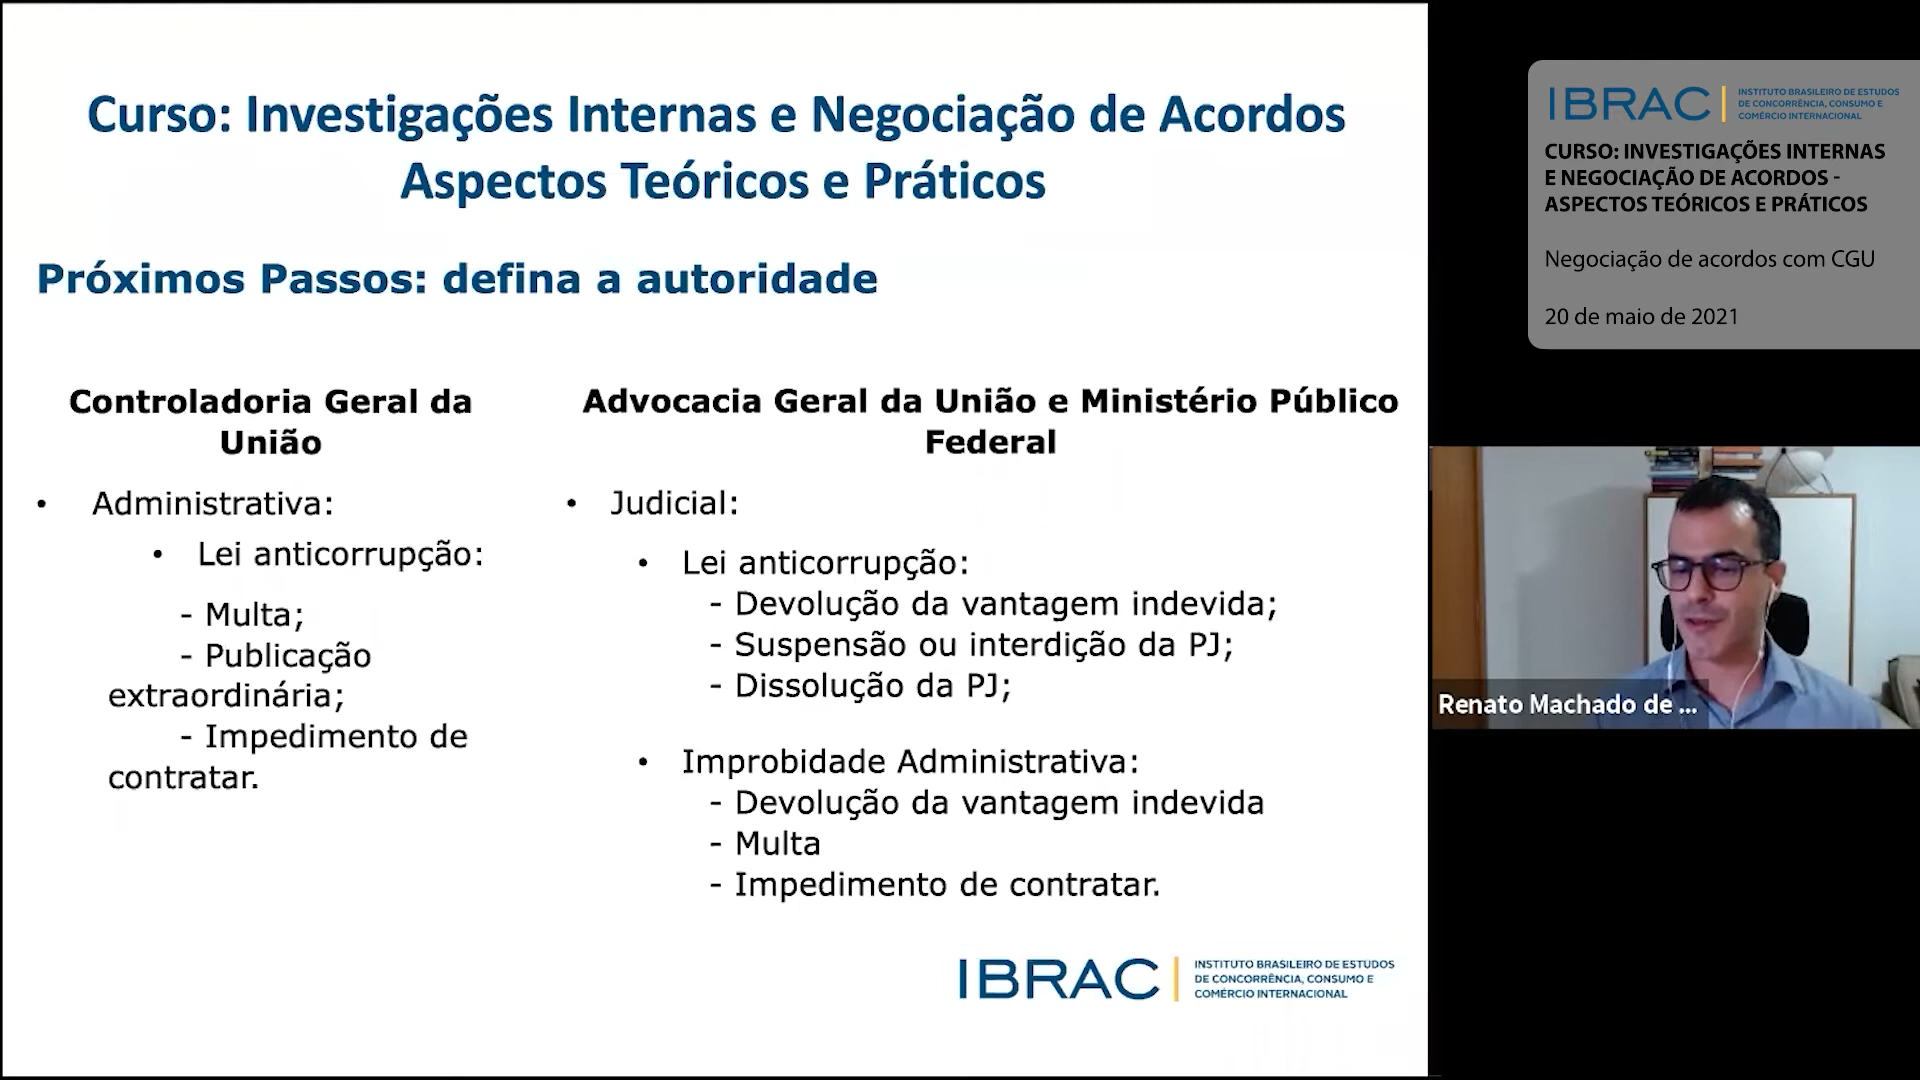 Curso: Investigações Internas e Negociação de Acordos
Aspectos Teóricos e Práticos
Próximos Passos: defina a autoridade
Controladoria Geral da
União
• Administrativa:
• Lei anticorrupção:
- Multa;
- Publicação
extraordinária;
- Impedimento de
contratar.
Advocacia Geral da União e Ministério Público
Federal
• Judicial:
• Lei anticorrupção:
- Devolução da vantagem indevida;
- Suspensão ou interdição da PJ;
- Dissolução da PJ;
• Improbidade Administrativa:
- Devolução da vantagem indevida
- Multa
- Impedimento de contratar.
IBRAC
INSTITUTO BRASILEIRO DE ESTUDOS
DE CONCORRÊNCIA, CONSUMO E
COMÉRCIO INTERNACIONAL
IBRAC
INSTITUTO BRASILEIRO DE ESTUDOS
DE CONCORRÊNCIA, CONSUMO E
COMÉRCIO INTERNACIONAL
CURSO: INVESTIGAÇÕES INTERNAS
E NEGOCIAÇÃO DE ACORDOS -
ASPECTOS TEÓRICOS E PRÁTICOS
Negociação de acordos com CGU
20 de maio de 2021
Renato Machado de ...